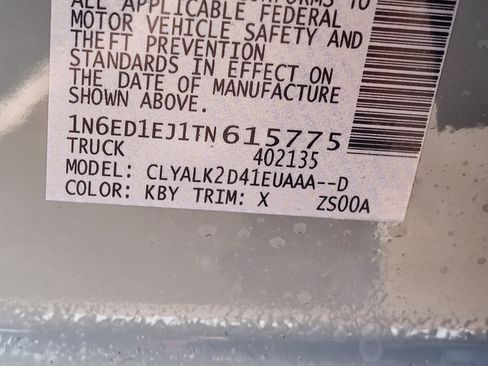 ALL APPLICABLE FEDERAL
MOTOR VEHICLE SAFETY AND
THEFT PREVENTION
STANDARDS IN EFFECT ON
THE DATE OF MANUFACTURE
SHOWN ABOVE.
1N6ED1EJ1TN615775
TRUCK 402135
MODEL: CLYALK2D41EUAAA--D
COLOR: KBY TRIM: X ZS00A